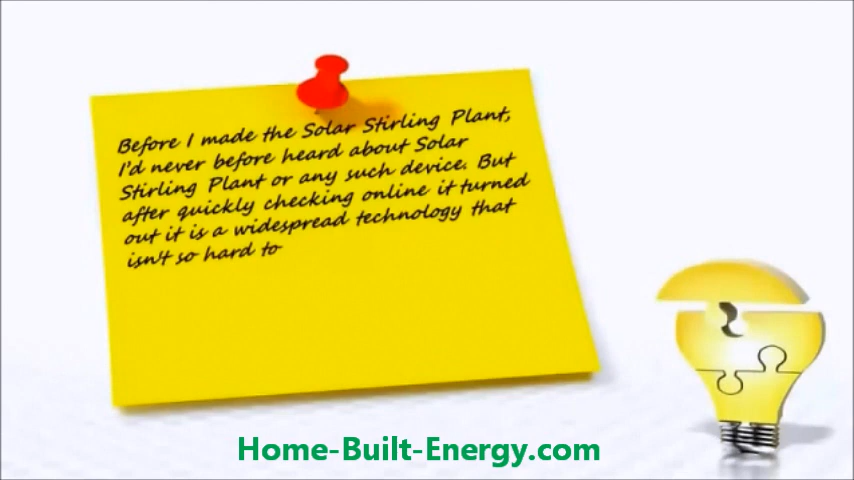 Before I made the Solar Stirling Plant,
I'd never before heard about Solar
Stirling Plant or any such device. But
after quickly checking online it turned
out it is a widespread technology that
isn't so hard to
Home-Built-Energy.com